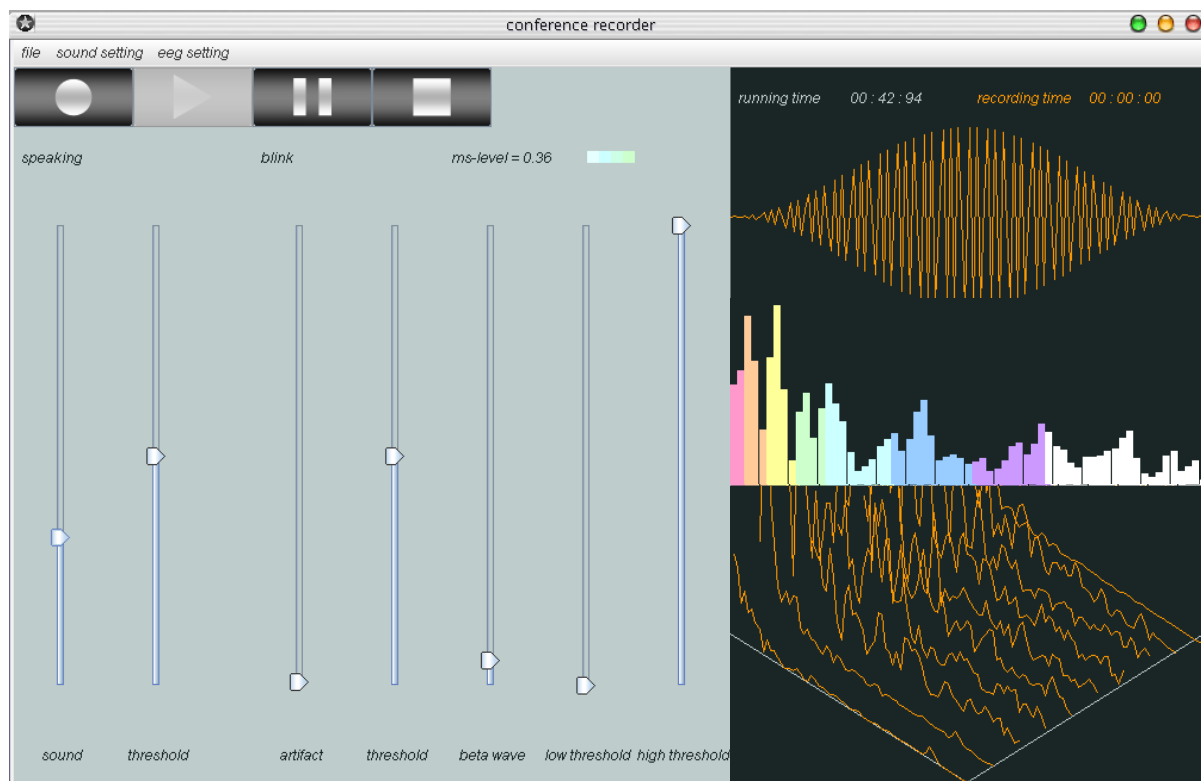 conference recorder
file sound setting eeg setting
running time 00 : 42 : 94 recording time 00 : 00 : 00
speaking blink ms-level = 0.36
sound threshold artifact threshold beta wave low threshold high threshold